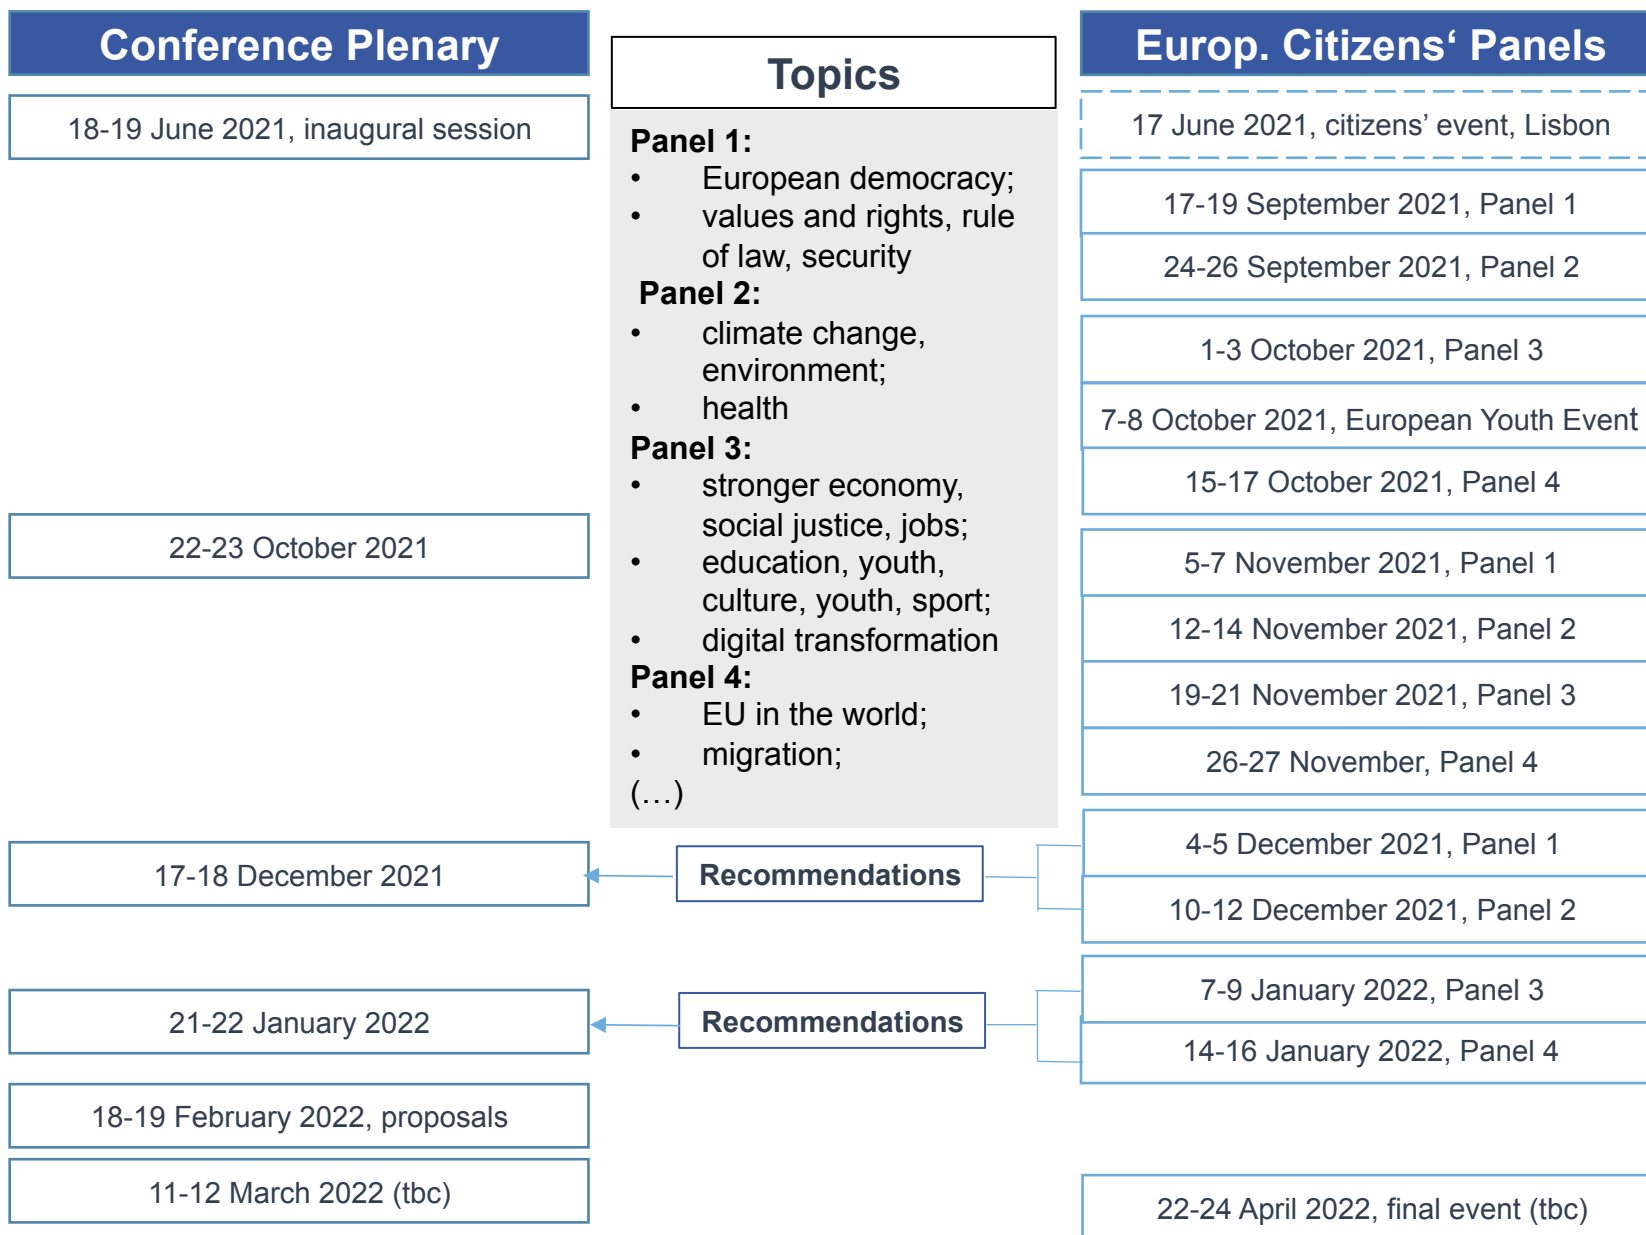 Conference Plenary
18-19 June 2021, inaugural session
22-23 October 2021
17-18 December 2021
21-22 January 2022
18-19 February 2022, proposals
11-12 March 2022 (tbc)
Topics
Panel 1:
• European democracy;
• values and rights, rule
of law, security
Panel 2:
• climate change,
environment;
• health
Panel 3:
• stronger economy,
social justice, jobs;
• education, youth,
culture, youth, sport;
• digital transformation
Panel 4:
• EU in the world;
• migration;
(…)
Recommendations
Recommendations
Europ. Citizens‘ Panels
17 June 2021, citizens’ event, Lisbon
17-19 September 2021, Panel 1
24-26 September 2021, Panel 2
1-3 October 2021, Panel 3
7-8 October 2021, European Youth Event
15-17 October 2021, Panel 4
5-7 November 2021, Panel 1
12-14 November 2021, Panel 2
19-21 November 2021, Panel 3
26-27 November, Panel 4
4-5 December 2021, Panel 1
10-12 December 2021, Panel 2
7-9 January 2022, Panel 3
14-16 January 2022, Panel 4
22-24 April 2022, final event (tbc)